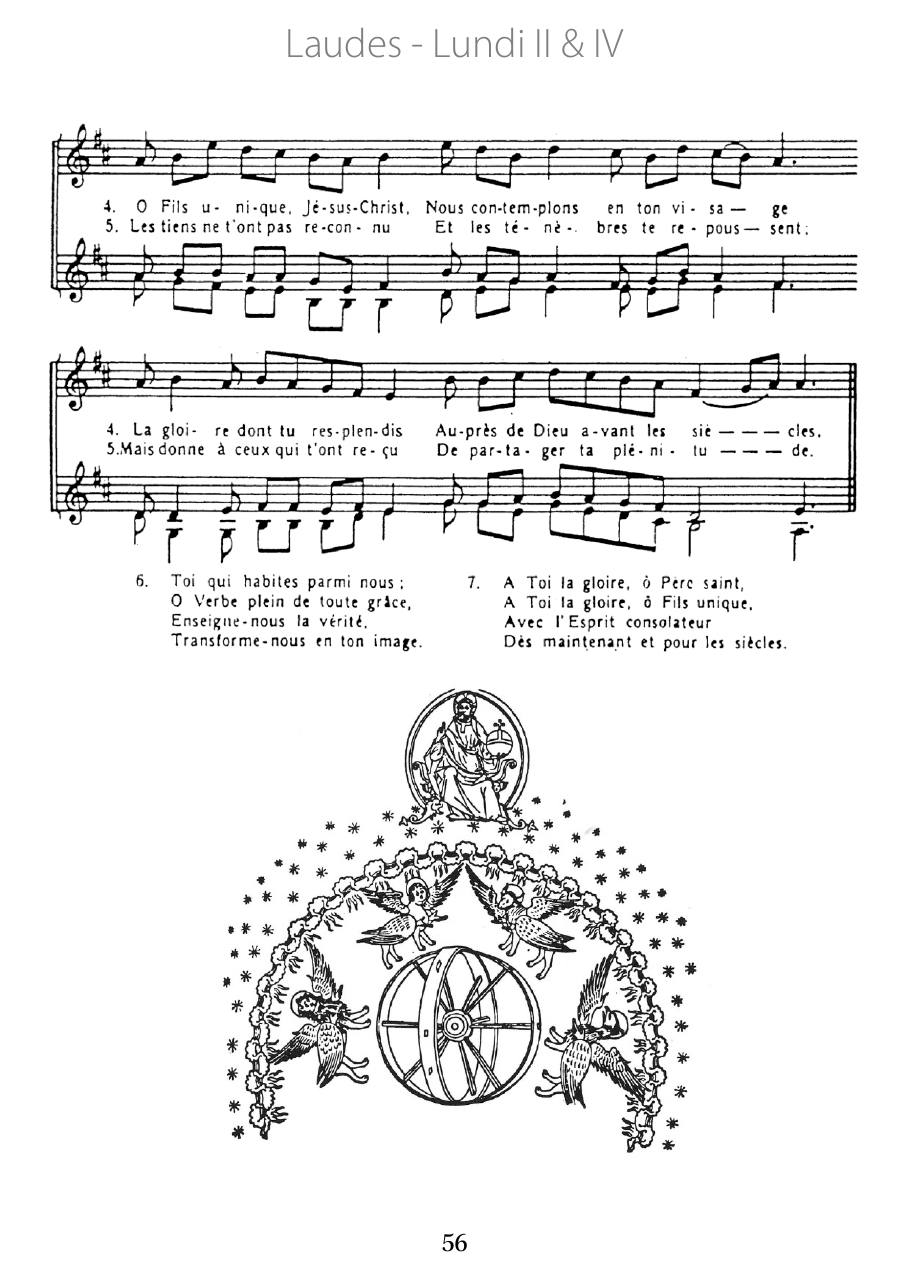 Laudes - Lundi II & IV
4. O Fils u- ni-que, Jé-sus-Christ, Nous con-tem-plons en ton vi- sa — ge
5. Les tiens ne t'ont pas re-con- nu Et les té- nè- bres te re- pous— sent;
4. La gloi- re dont tu res-plen-dis Au-près de Dieu a-vant les siè — — — cles,
5.Mais donne à ceux qui t'ont re-çu De par-ta- ger ta plé-ni- tu — — — de.
6. Toi qui habites parmi nous ;
O Verbe plein de toute grâce,
Enseigne-nous la vérité,
Transforme-nous en ton image.
7. A Toi la gloire, ô Père saint,
A Toi la gloire, ô Fils unique,
Avec l'Esprit consolateur
Dès maintenant et pour les siècles.
56